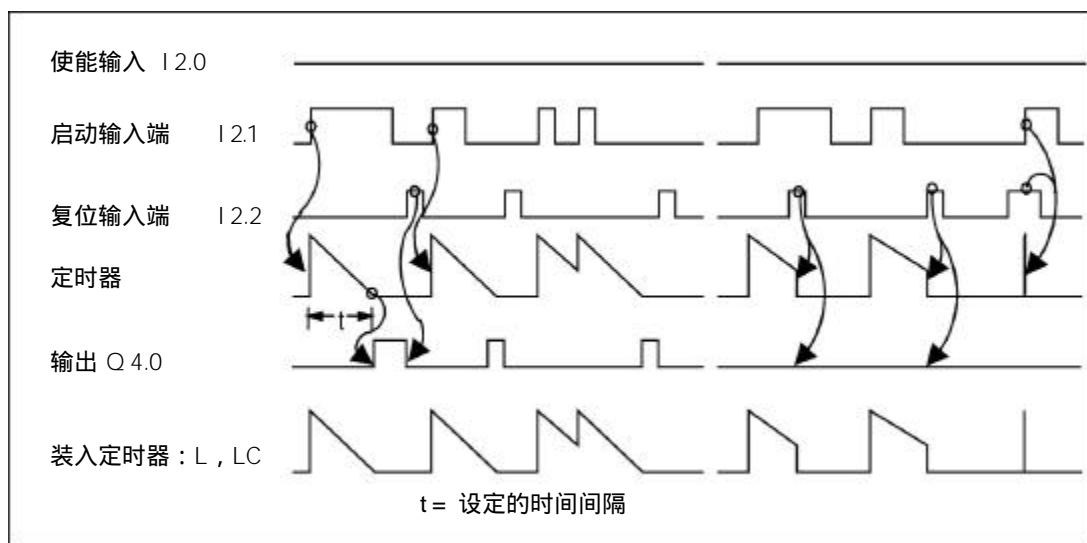 使能输入 I 2.0
启动输入端 I 2.1
复位输入端 I 2.2
定时器
t
输出 Q 4.0
装入定时器：L，LC
t = 设定的时间间隔